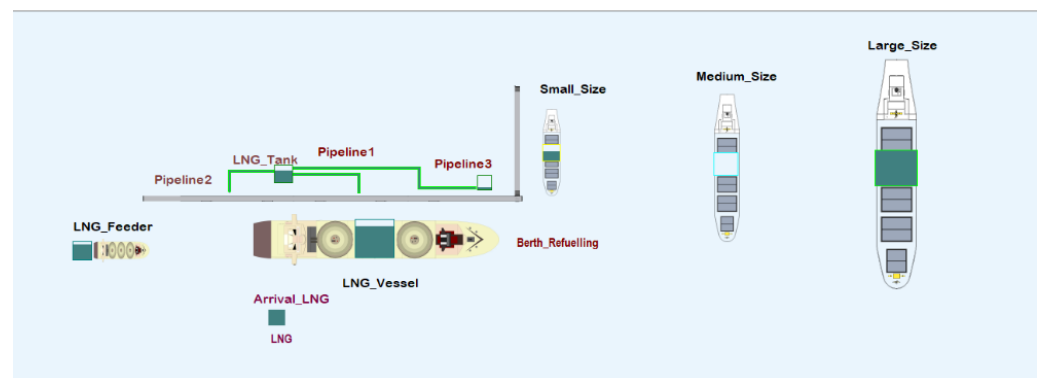 Large_Size
Medium_Size
Small_Size
Pipeline1
LNG_Tank
Pipeline3
Pipeline2
LNG_Feeder
Berth_Refuelling
LNG_Vessel
Arrival_LNG
LNG